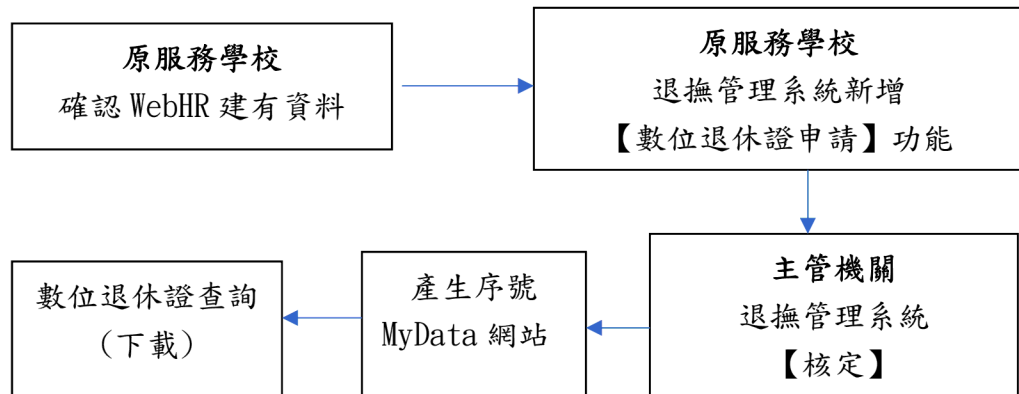 原服務學校
確認 WebHR 建有資料
原服務學校
退撫管理系統新增
【數位退休證申請】功能
主管機關
退撫管理系統
【核定】
產生序號
MyData 網站
數位退休證查詢
（下載）